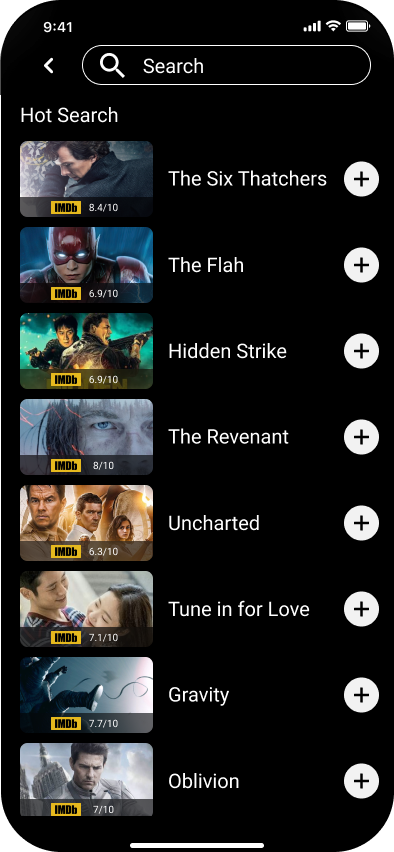 9:41
Search
Hot Search
IMDb 8.4/10
The Six Thatchers
IMDb 6.9/10
The Flah
IMDb 6.9/10
Hidden Strike
IMDb 8/10
The Revenant
IMDb 6.3/10
Uncharted
IMDb 7.1/10
Tune in for Love
IMDb 7.7/10
Gravity
IMDb 7/10
Oblivion